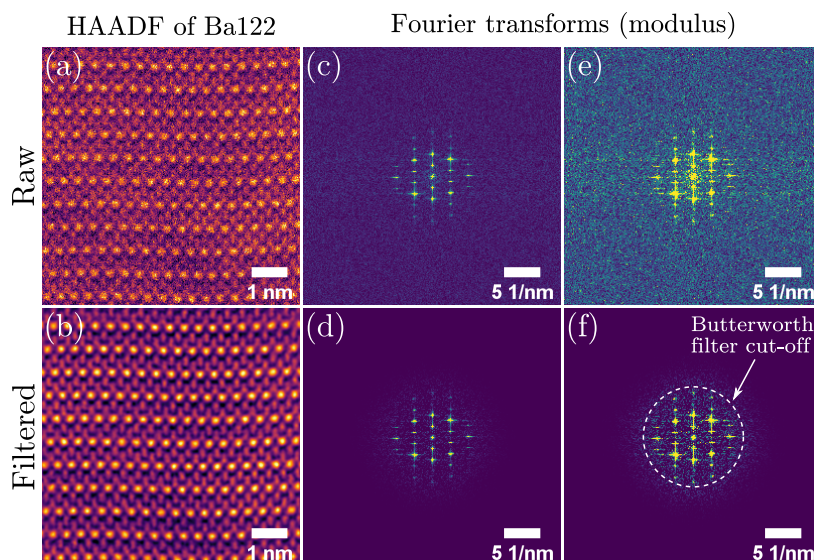 HAADF of Ba122
Fourier transforms (modulus)
Raw
(a)
1 nm
(c)
5 1/nm
(e)
5 1/nm
Filtered
(b)
1 nm
(d)
5 1/nm
(f)
Butterworth
filter cut-off
5 1/nm